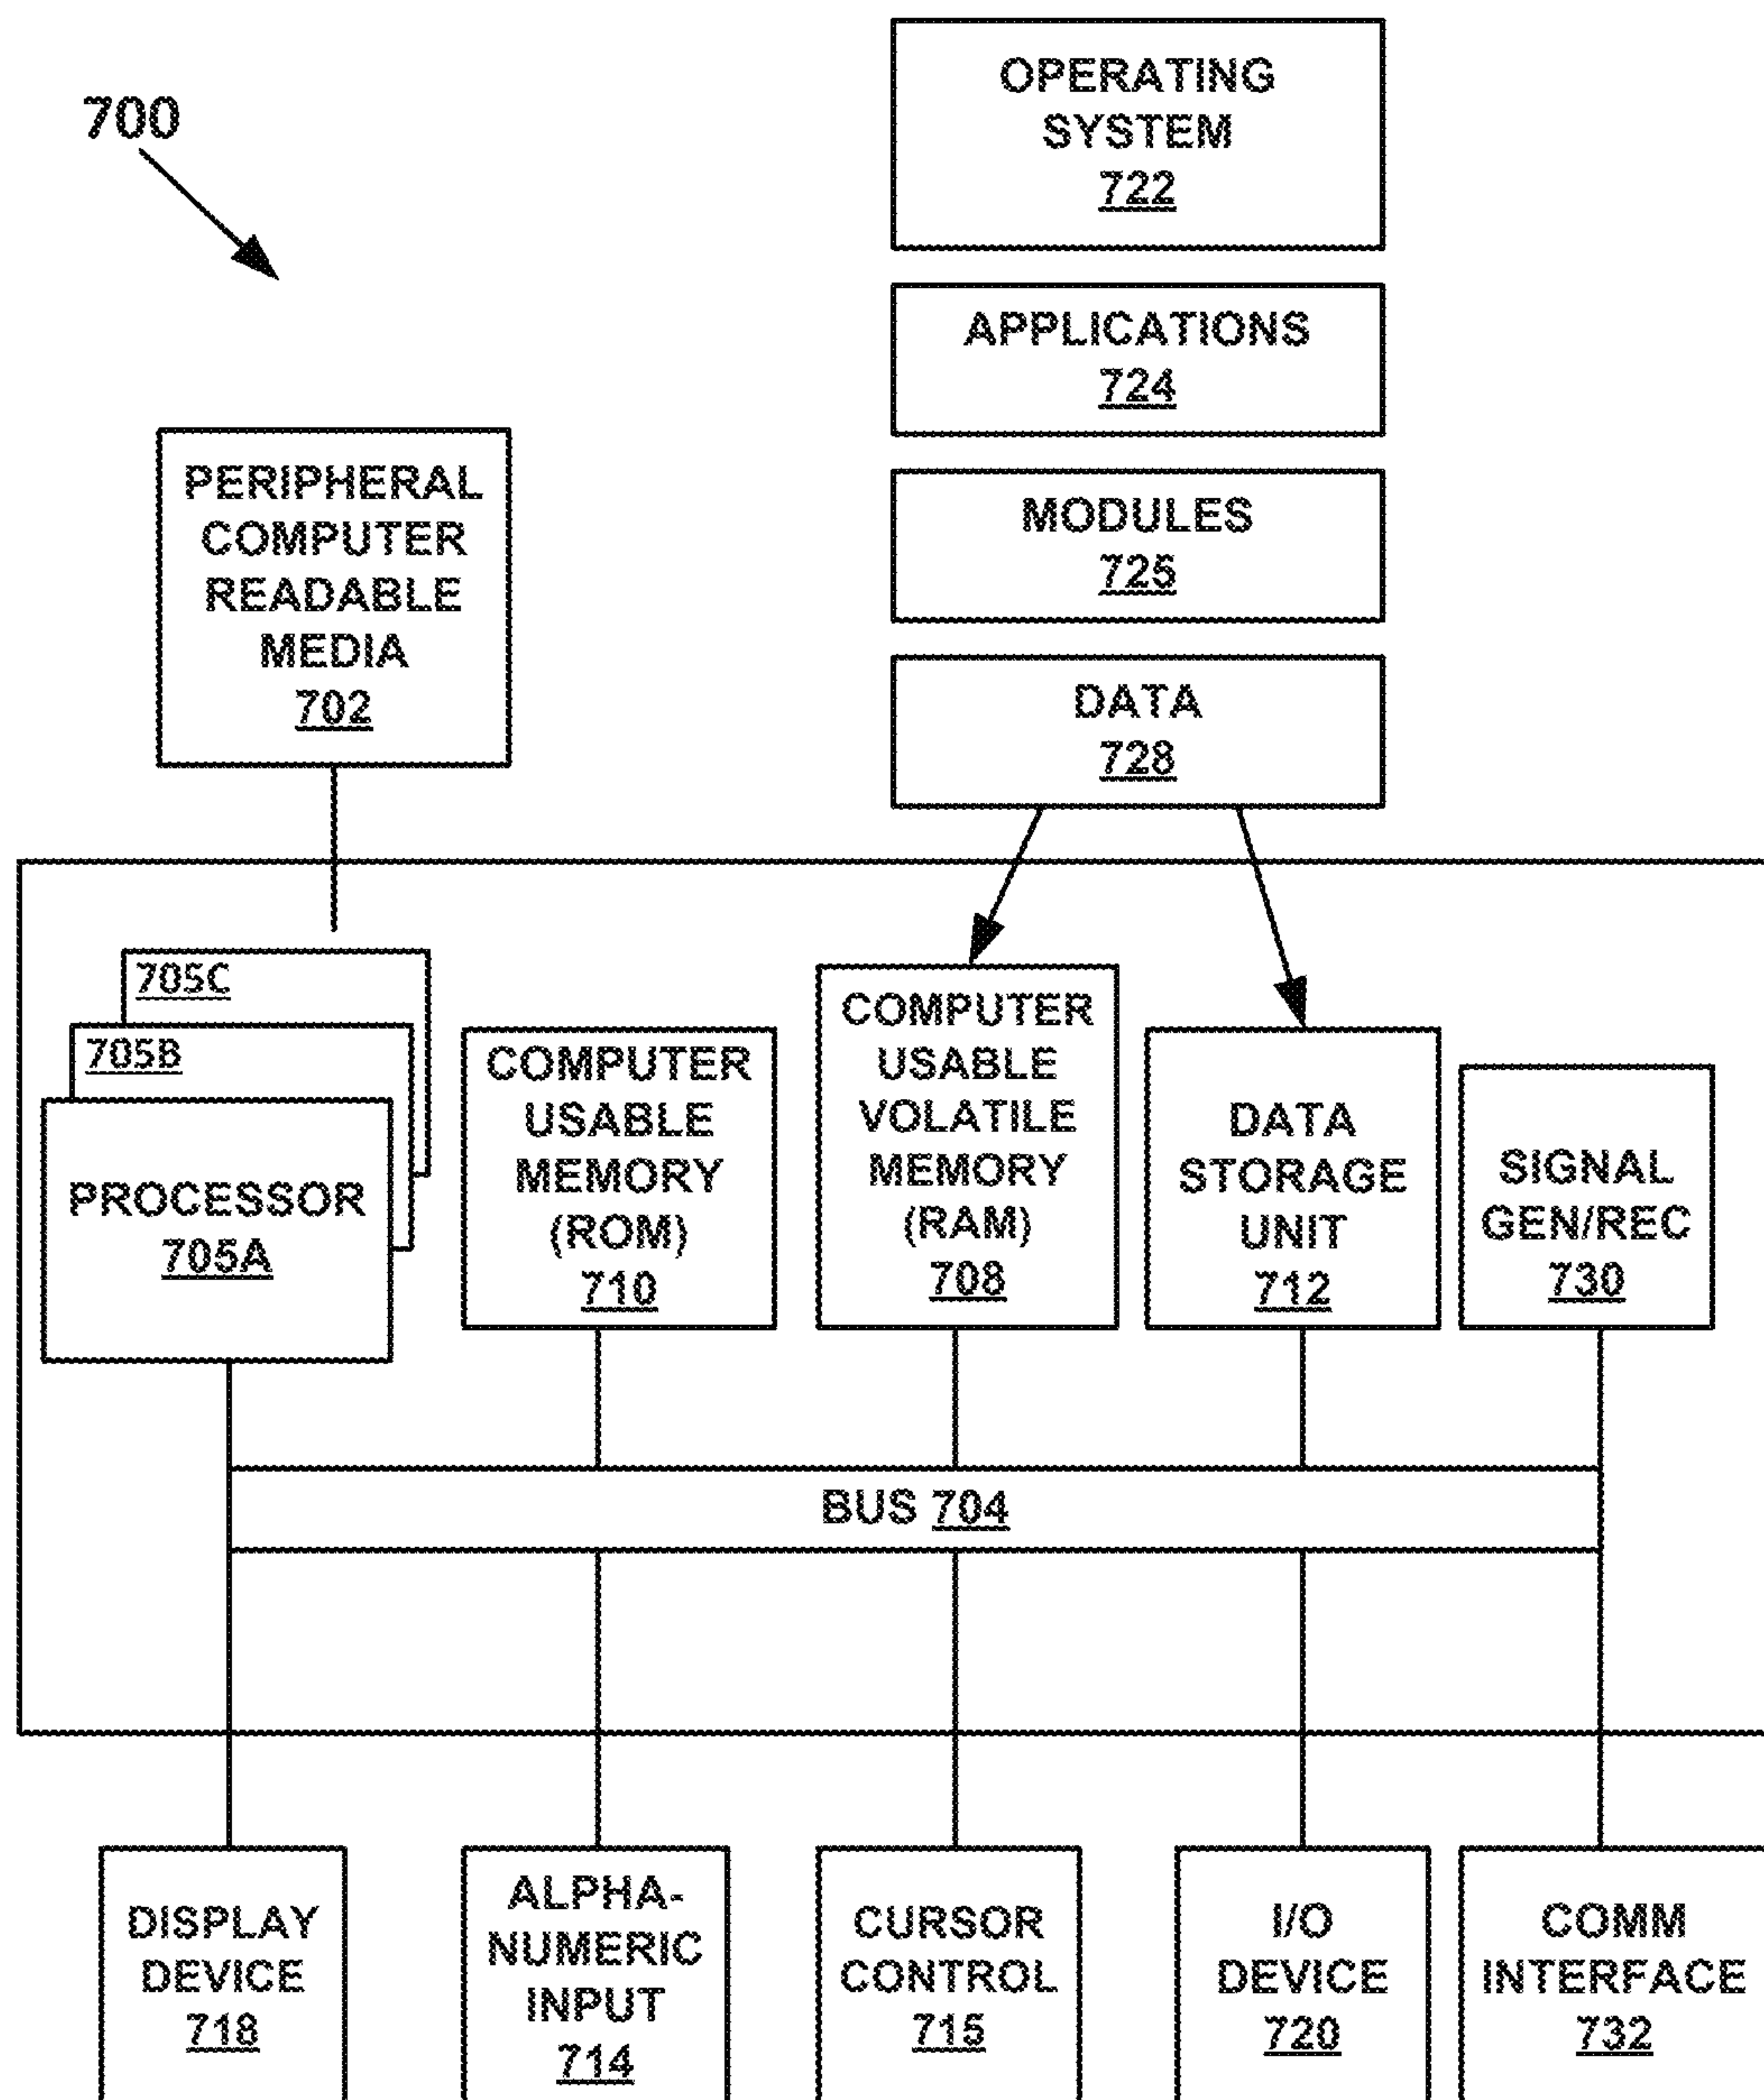 700
OPERATING
SYSTEM
722
APPLICATIONS
724
MODULES
725
DATA
728
PERIPHERAL
COMPUTER
READABLE
MEDIA
702
705C
705B
PROCESSOR
705A
COMPUTER
USABLE
MEMORY
(ROM)
710
COMPUTER
USABLE
VOLATILE
MEMORY
(RAM)
708
DATA
STORAGE
UNIT
712
SIGNAL
GEN/REC
730
BUS 704
DISPLAY
DEVICE
718
ALPHA-
NUMERIC
INPUT
714
CURSOR
CONTROL
715
I/O
DEVICE
720
COMM
INTERFACE
732